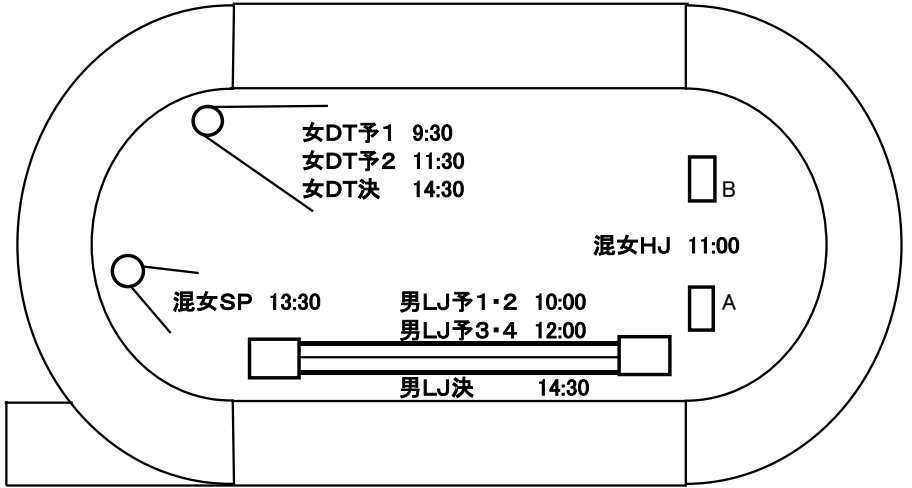 女DT予1 9:30
女DT予2 11:30
女DT決 14:30
B
混女HJ 11:00
混女SP 13:30
男LJ予1・2 10:00
A
男LJ予3・4 12:00
男LJ決 14:30